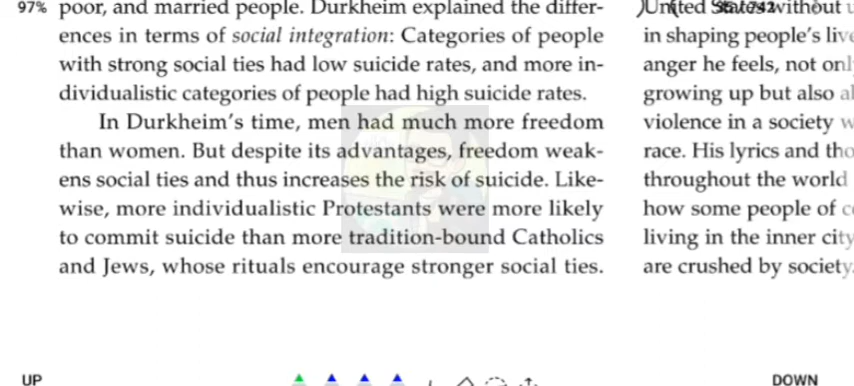 97%
poor, and married people. Durkheim explained the differ-
ences in terms of social integration: Categories of people
with strong social ties had low suicide rates, and more in-
dividualistic categories of people had high suicide rates.
In Durkheim's time, men had much more freedom
than women. But despite its advantages, freedom weak-
ens social ties and thus increases the risk of suicide. Like-
wise, more individualistic Protestants were more likely
to commit suicide than more tradition-bound Catholics
and Jews, whose rituals encourage stronger social ties.
United States without
in shaping people's
anger he feels, not
growing up but also
violence in a society
race. His lyrics and
throughout the world
how some people of
living in the inner city
are crushed by society.
UP
DOWN